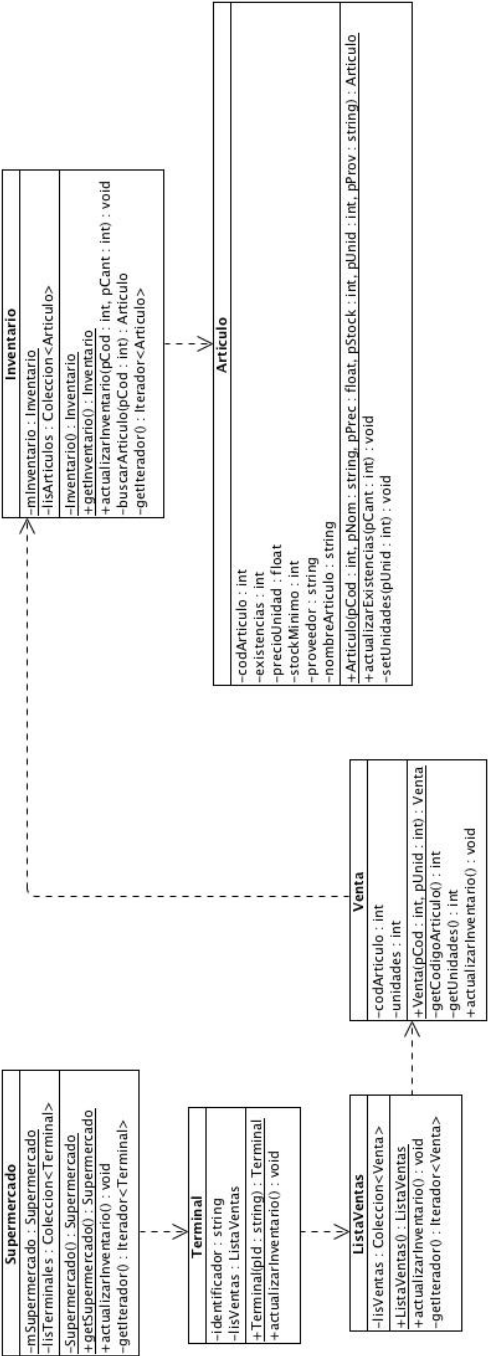 Supermercado
-mSupermercado : Supermercado
-lisTerminales : Coleccion<Terminal>
-Supermercado() : Supermercado
+getSupermercado() : Supermercado
+actualizarInventario() : void
-getIterador() : Iterador<Terminal>
Terminal
-identificador : string
-lisVentas : ListaVentas
+Terminal(pId : string) : Terminal
+actualizarInventario() : void
ListaVentas
-lisVentas : Coleccion<Venta>
+ListaVentas() : ListaVentas
+actualizarInventario() : void
-getIterador() : Iterador<Venta>
Venta
-codArticulo : int
-unidades : int
+Venta(pCod : int, pUnid : int) : Venta
-getCodigoArticulo() : int
-getUnidades() : int
+actualizarInventario() : void
Inventario
-mInventario : Inventario
-lisArticulos : Coleccion<Articulo>
-Inventario() : Inventario
+getInventario() : Inventario
+actualizarInventario(pCod : int, pCant : int) : void
-buscarArticulo(pCod : int) : Articulo
-getIterador() : Iterador<Articulo>
Articulo
-codArticulo : int
-existencias : int
-precioUnidad : float
-stockMinimo : int
-proveedor : string
-nombreArticulo : string
+Articulo(pCod : int, pNom : string, pPrec : float, pStock : int, pUnid : int, pProv : string) : Articulo
+actualizarExistencias(pCant : int) : void
-setUnidades(pUnid : int) : void